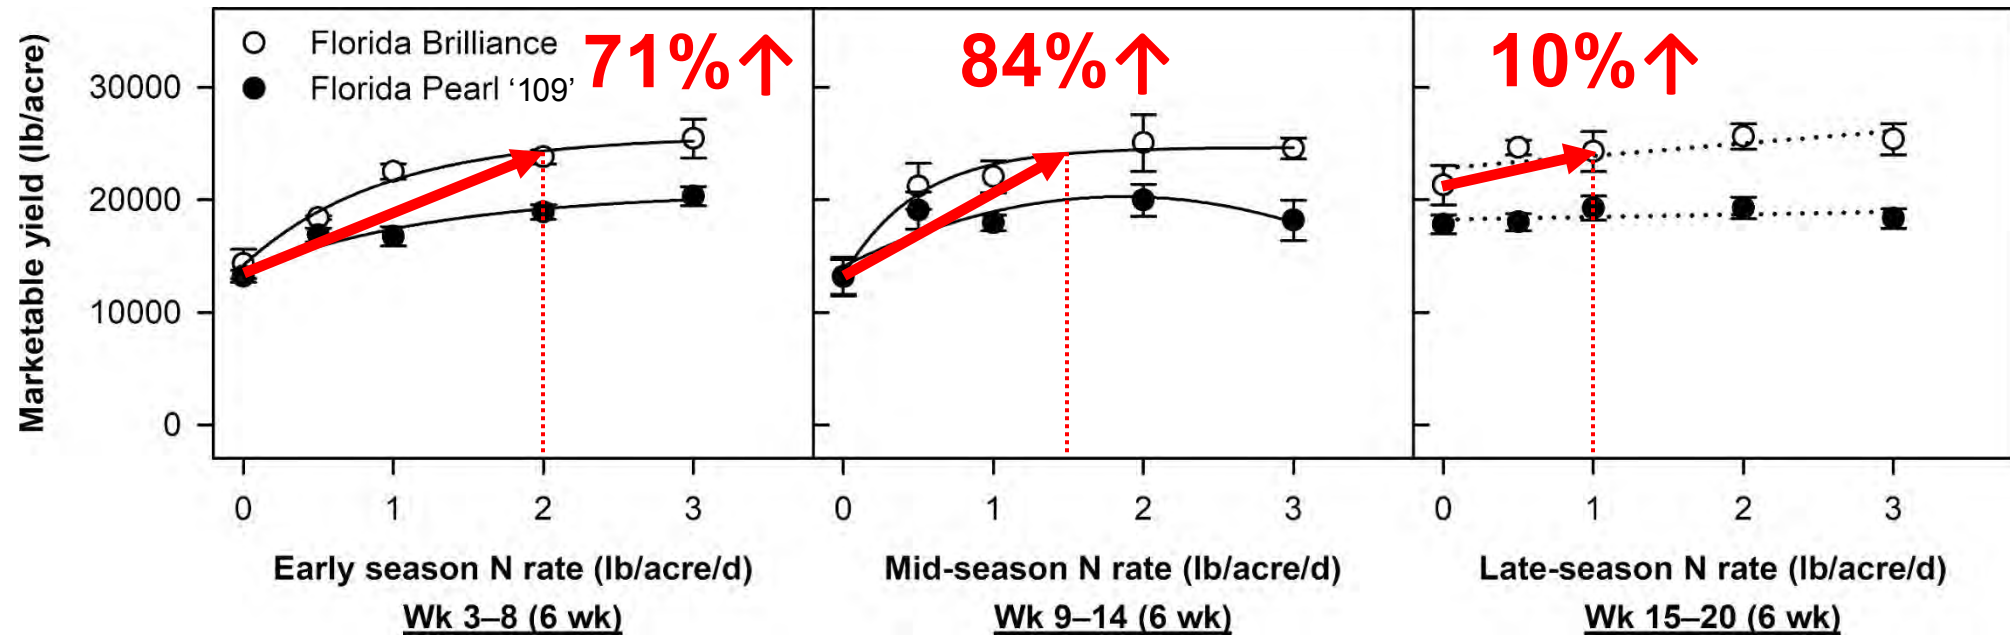 Marketable yield (lb/acre)
30000
20000
10000
0
Florida Brilliance
Florida Pearl ‘109’
71%↑
84%↑
10%↑
0 1 2 3
0 1 2 3
0 1 2 3
Early season N rate (lb/acre/d)
Wk 3–8 (6 wk)
Mid-season N rate (lb/acre/d)
Wk 9–14 (6 wk)
Late-season N rate (lb/acre/d)
Wk 15–20 (6 wk)